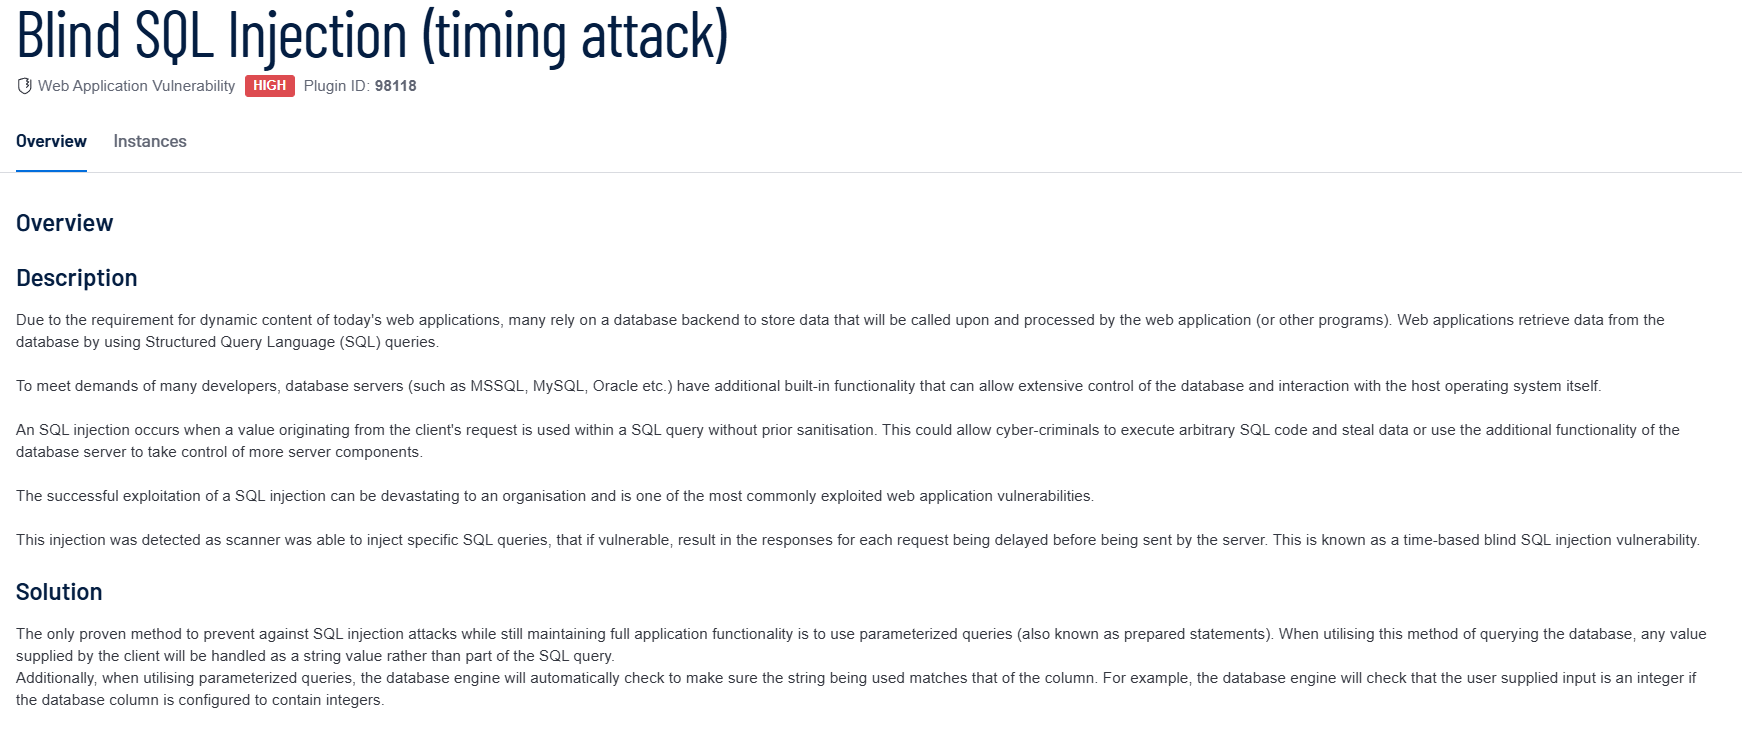 Blind SQL Injection (timing attack)
Web Application Vulnerability HIGH Plugin ID: 98118
Overview Instances
Overview
Description
Due to the requirement for dynamic content of today's web applications, many rely on a database backend to store data that will be called upon and processed by the web application (or other programs). Web applications retrieve data from the
database by using Structured Query Language (SQL) queries.
To meet demands of many developers, database servers (such as MSSQL, MySQL, Oracle etc.) have additional built-in functionality that can allow extensive control of the database and interaction with the host operating system itself.
An SQL injection occurs when a value originating from the client's request is used within a SQL query without prior sanitisation. This could allow cyber-criminals to execute arbitrary SQL code and steal data or use the additional functionality of the
database server to take control of more server components.
The successful exploitation of a SQL injection can be devastating to an organisation and is one of the most commonly exploited web application vulnerabilities.
This injection was detected as scanner was able to inject specific SQL queries, that if vulnerable, result in the responses for each request being delayed before being sent by the server. This is known as a time-based blind SQL injection vulnerability.
Solution
The only proven method to prevent against SQL injection attacks while still maintaining full application functionality is to use parameterized queries (also known as prepared statements). When utilising this method of querying the database, any value
supplied by the client will be handled as a string value rather than part of the SQL query.
Additionally, when utilising parameterized queries, the database engine will automatically check to make sure the string being used matches that of the column. For example, the database engine will check that the user supplied input is an integer if
the database column is configured to contain integers.